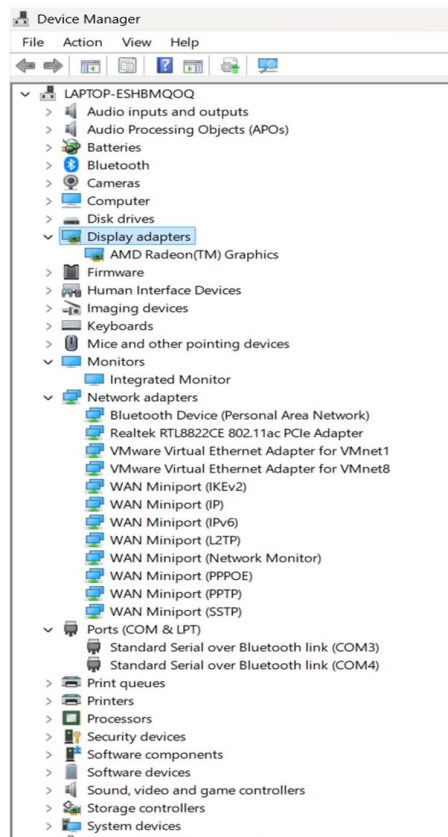 Device Manager
File Action View Help
LAPTOP-ESHBMQOQ
Audio inputs and outputs
Audio Processing Objects (APOs)
Batteries
Bluetooth
Cameras
Computer
Disk drives
Display adapters
AMD Radeon(TM) Graphics
Firmware
Human Interface Devices
Imaging devices
Keyboards
Mice and other pointing devices
Monitors
Integrated Monitor
Network adapters
Bluetooth Device (Personal Area Network)
Realtek RTL8822CE 802.11ac PCIe Adapter
VMware Virtual Ethernet Adapter for VMnet1
VMware Virtual Ethernet Adapter for VMnet8
WAN Miniport (IKEv2)
WAN Miniport (IP)
WAN Miniport (IPv6)
WAN Miniport (L2TP)
WAN Miniport (Network Monitor)
WAN Miniport (PPPOE)
WAN Miniport (PPTP)
WAN Miniport (SSTP)
Ports (COM & LPT)
Standard Serial over Bluetooth link (COM3)
Standard Serial over Bluetooth link (COM4)
Print queues
Printers
Processors
Security devices
Software components
Software devices
Sound, video and game controllers
Storage controllers
System devices